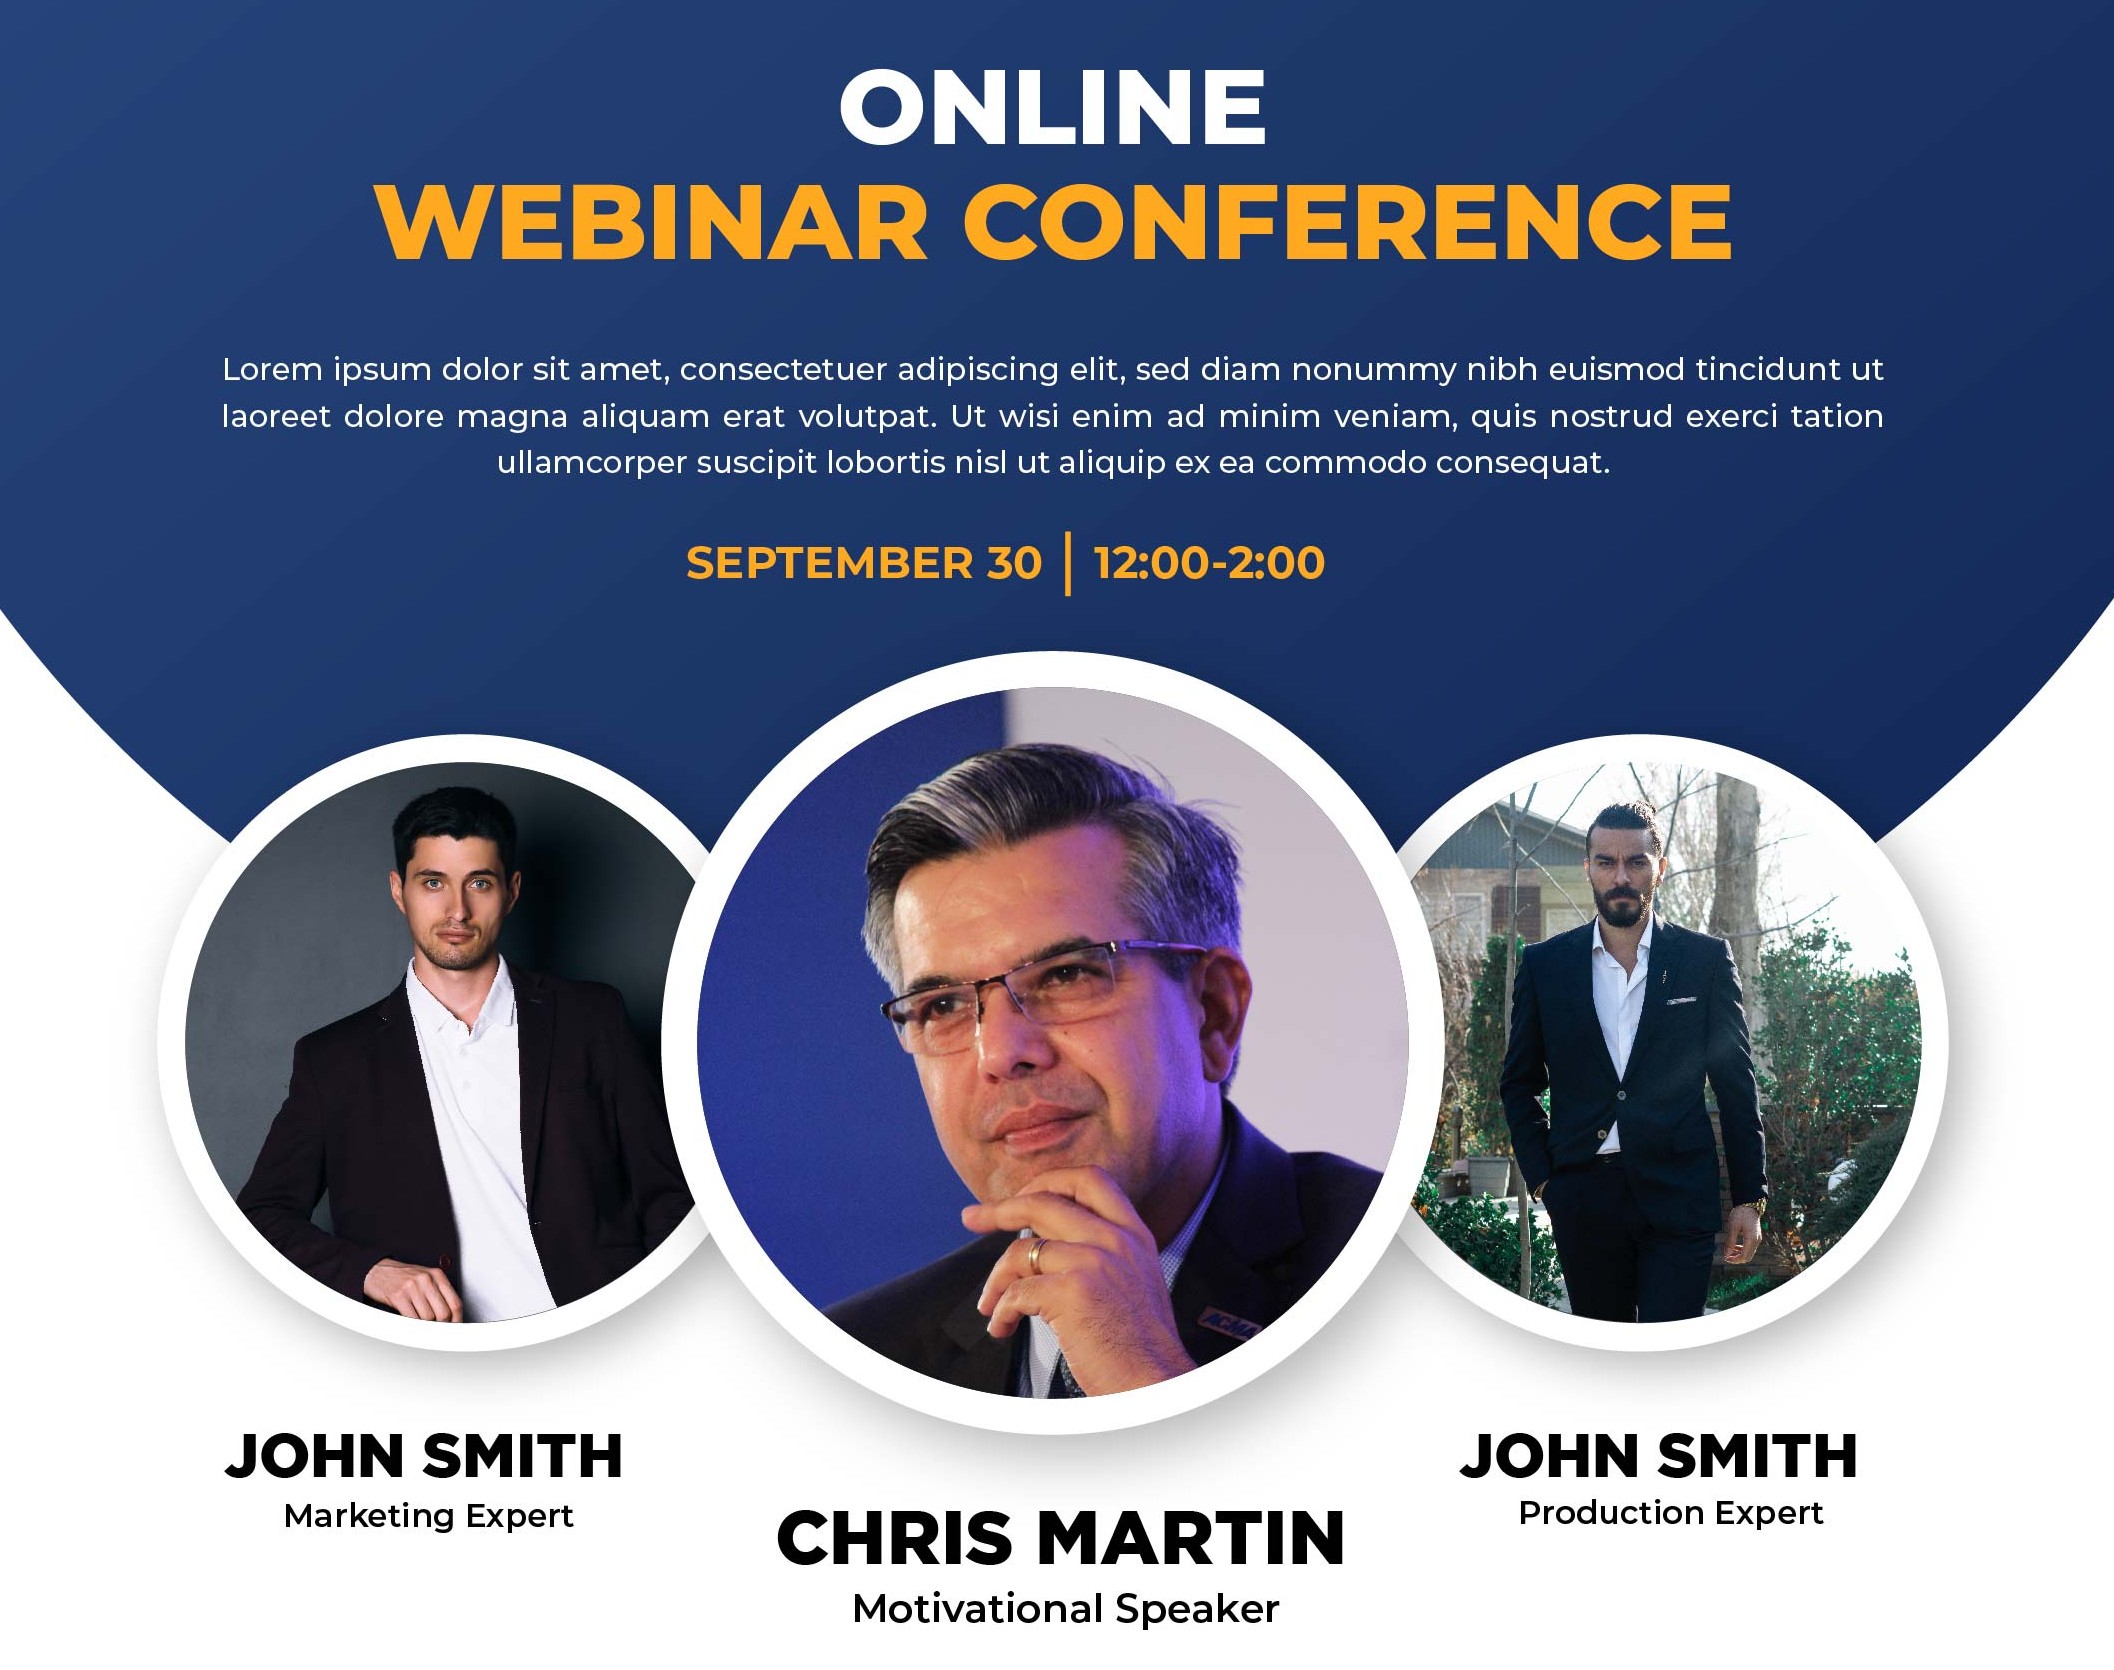 ONLINE
WEBINAR CONFERENCE
Lorem ipsum dolor sit amet, consectetuer adipiscing elit, sed diam nonummy nibh euismod tincidunt ut
laoreet dolore magna aliquam erat volutpat. Ut wisi enim ad minim veniam, quis nostrud exerci tation
ullamcorper suscipit lobortis nisl ut aliquip ex ea commodo consequat.
SEPTEMBER 30 | 12:00-2:00
JOHN SMITH
Marketing Expert
CHRIS MARTIN
Motivational Speaker
JOHN SMITH
Production Expert